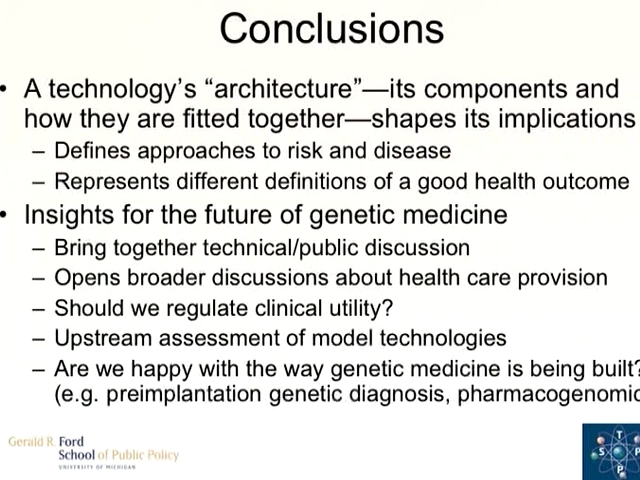 Conclusions
• A technology's "architecture"—its components and
how they are fitted together—shapes its implications
– Defines approaches to risk and disease
– Represents different definitions of a good health outcome
• Insights for the future of genetic medicine
– Bring together technical/public discussion
– Opens broader discussions about health care provision
– Should we regulate clinical utility?
– Upstream assessment of model technologies
– Are we happy with the way genetic medicine is being built?
(e.g. preimplantation genetic diagnosis, pharmacogenomic
Gerald R. Ford
School of Public Policy
UNIVERSITY OF MICHIGAN
T
S P
P